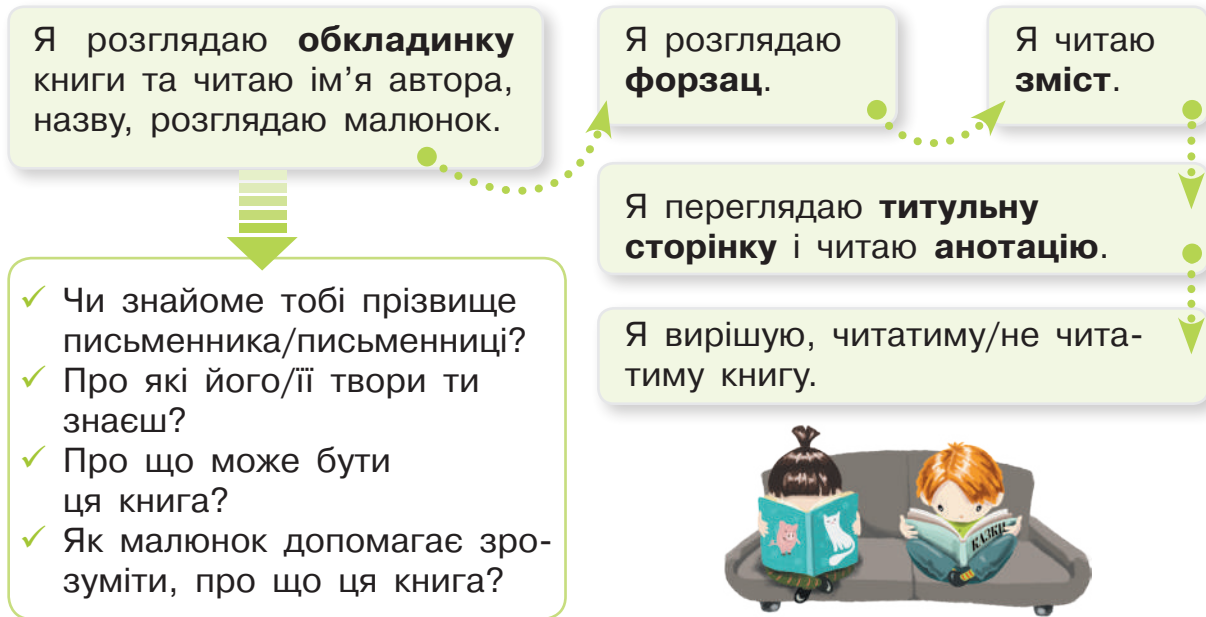 Я розглядаю обкладинку
книги та читаю ім’я автора,
назву, розглядаю малюнок.
Я розглядаю
форзац.
Я читаю
зміст.
Я переглядаю титульну
сторінку і читаю анотацію.
Я вирішую, читатиму/не чита-
тиму книгу.
Чи знайоме тобі прізвище
письменника/письменниці?
Про які його/її твори ти
знаєш?
Про що може бути
ця книга?
Як малюнок допомагає зро-
зуміти, про що ця книга?
КАЗКИ